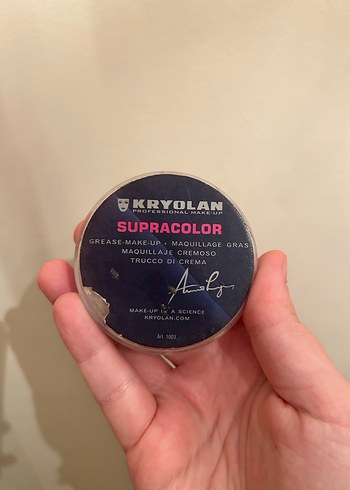 KRYOLAN
PROFESSIONAL MAKE-UP
SUPRACOLOR
GREASE-MAKE-UP - MAQUILLAGE GRAS
MAQUILLAJE CREMOSO
TRUCCO DI CREMA
MAKE-UP IS A SCIENCE
KRYOLAN.COM
Art. 1003